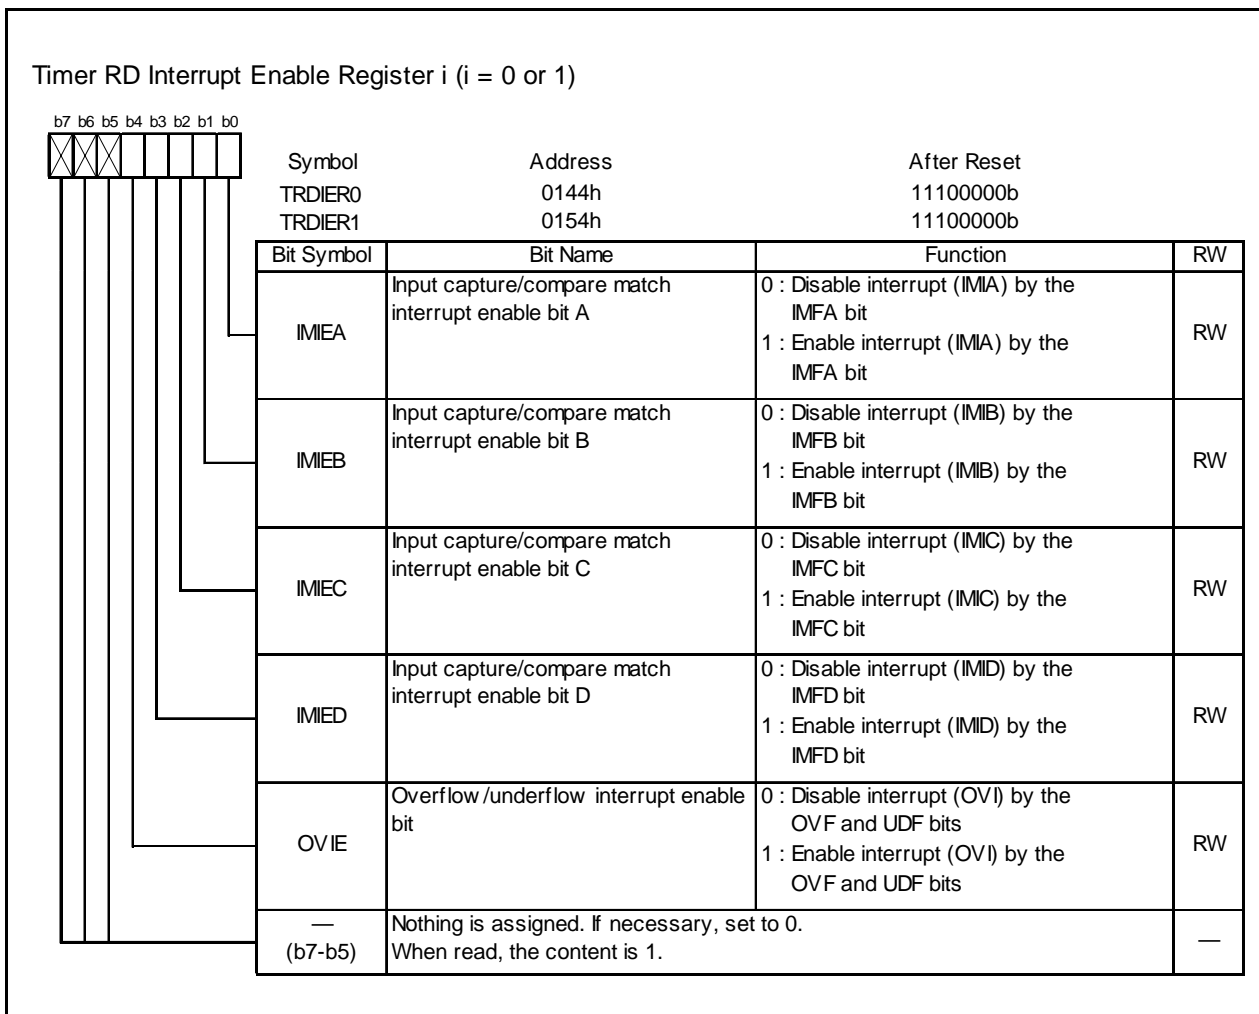 Timer RD Interrupt Enable Register i (i = 0 or 1)
b7 b6 b5 b4 b3 b2 b1 b0
Symbol Address After Reset
TRDIER0 0144h 11100000b
TRDIER1 0154h 11100000b
Bit Symbol Bit Name Function RW
IMIEA
Input capture/compare match
interrupt enable bit A
0 : Disable interrupt (IMIA) by the
IMFA bit
1 : Enable interrupt (IMIA) by the
IMFA bit
RW
IMIEB
Input capture/compare match
interrupt enable bit B
0 : Disable interrupt (IMIB) by the
IMFB bit
1 : Enable interrupt (IMIB) by the
IMFB bit
RW
IMIEC
Input capture/compare match
interrupt enable bit C
0 : Disable interrupt (IMIC) by the
IMFC bit
1 : Enable interrupt (IMIC) by the
IMFC bit
RW
IMIED
Input capture/compare match
interrupt enable bit D
0 : Disable interrupt (IMID) by the
IMFD bit
1 : Enable interrupt (IMID) by the
IMFD bit
RW
OVIE
Overflow/underflow interrupt enable
bit
0 : Disable interrupt (OVI) by the
OVF and UDF bits
1 : Enable interrupt (OVI) by the
OVF and UDF bits
RW
—
(b7-b5)
Nothing is assigned. If necessary, set to 0.
When read, the content is 1.
—